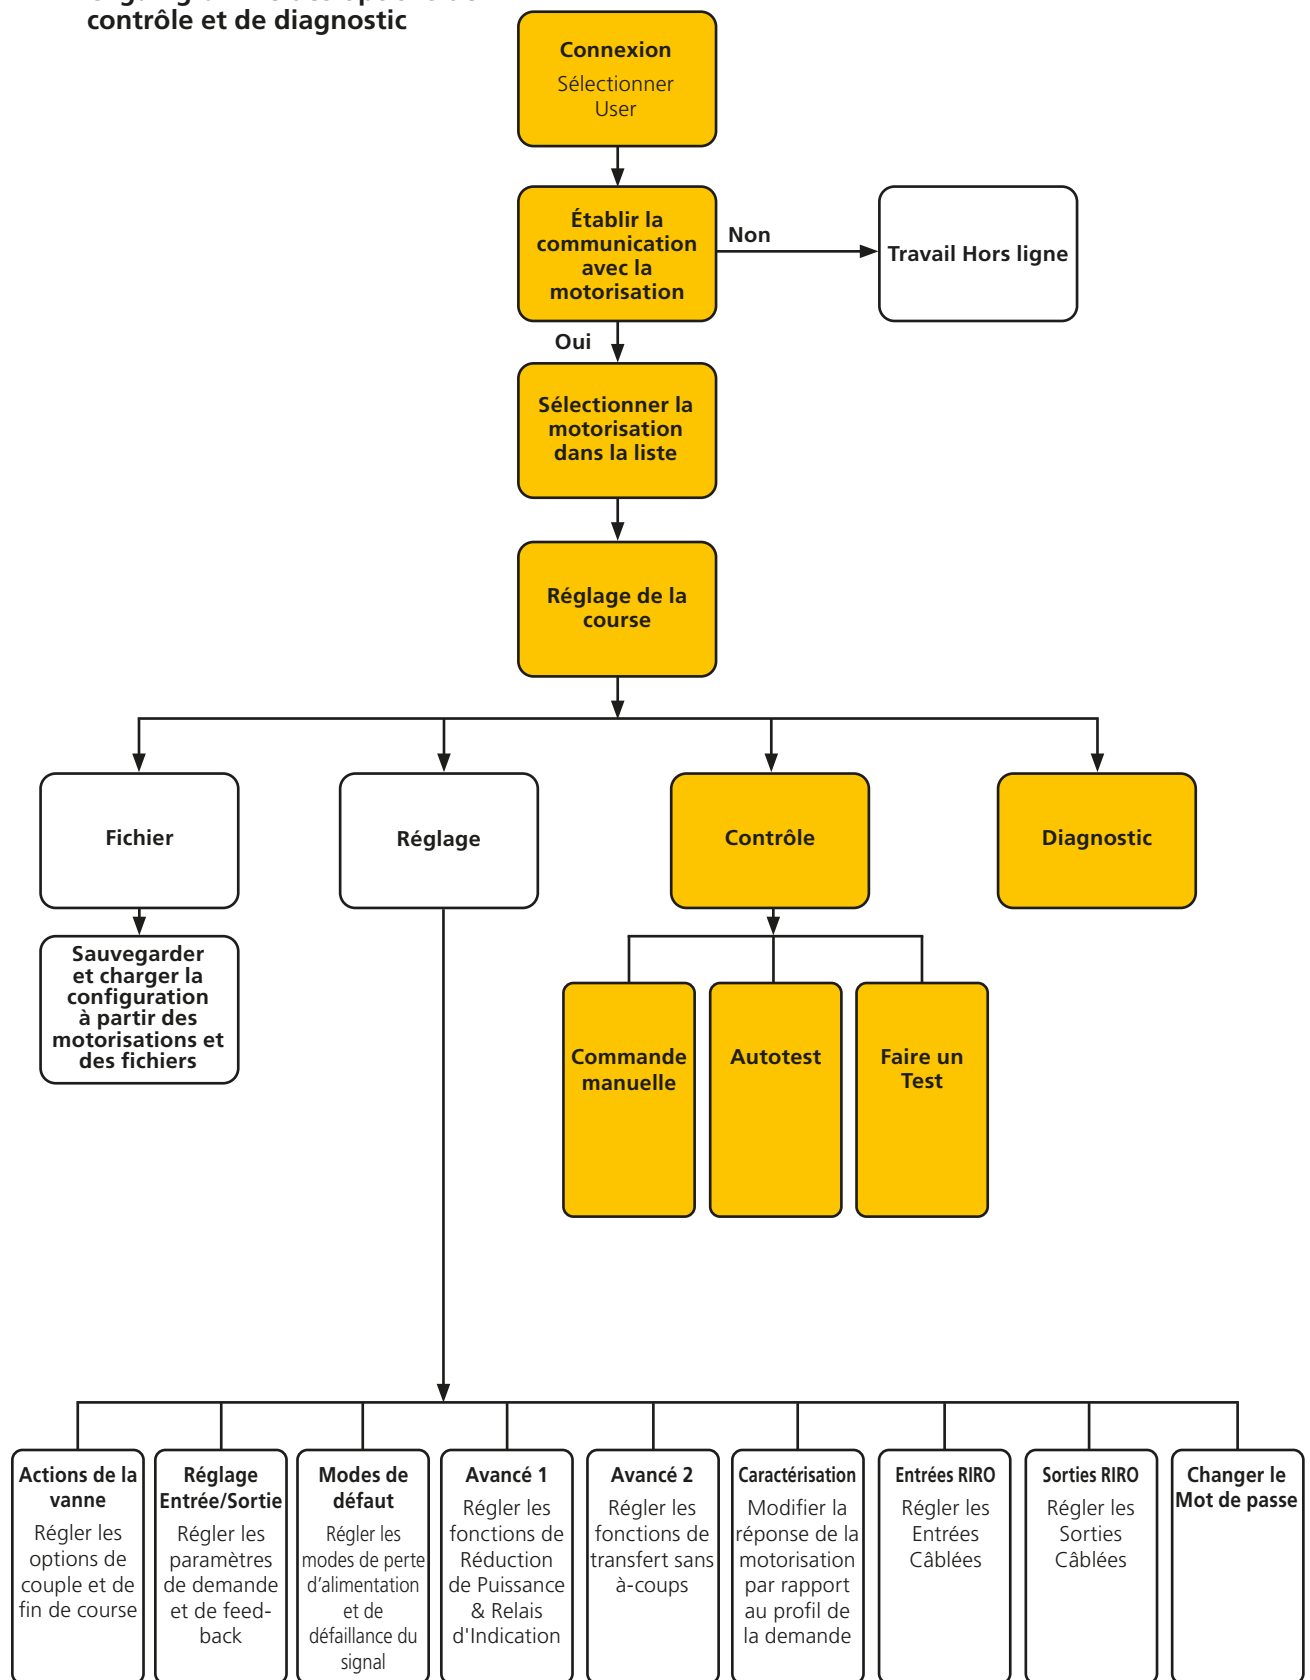 contrôle et de diagnostic
Connexion
Sélectionner
User
Établir la
communication
avec la
motorisation
Non
Travail Hors ligne
Oui
Sélectionner la
motorisation
dans la liste
Réglage de la
course
Fichier
Réglage
Contrôle
Diagnostic
Sauvegarder
et charger la
configuration
à partir des
motorisations et
des fichiers
Commande
manuelle
Autotest
Faire un
Test
Actions de la
vanne
Régler les
options de
couple et de
fin de course
Réglage
Entrée/Sortie
Régler les
paramètres
de demande
et de feed-
back
Modes de
défaut
Régler les
modes de perte
d’alimentation
et de
défaillance du
signal
Avancé 1
Régler les
fonctions de
Réduction
de Puissance
& Relais
d'Indication
Avancé 2
Régler les
fonctions de
transfert sans
à-coups
Caractérisation
Modifier la
réponse de la
motorisation
par rapport
au profil de
la demande
Entrées RIRO
Régler les
Entrées
Câblées
Sorties RIRO
Régler les
Sorties
Câblées
Changer le
Mot de passe